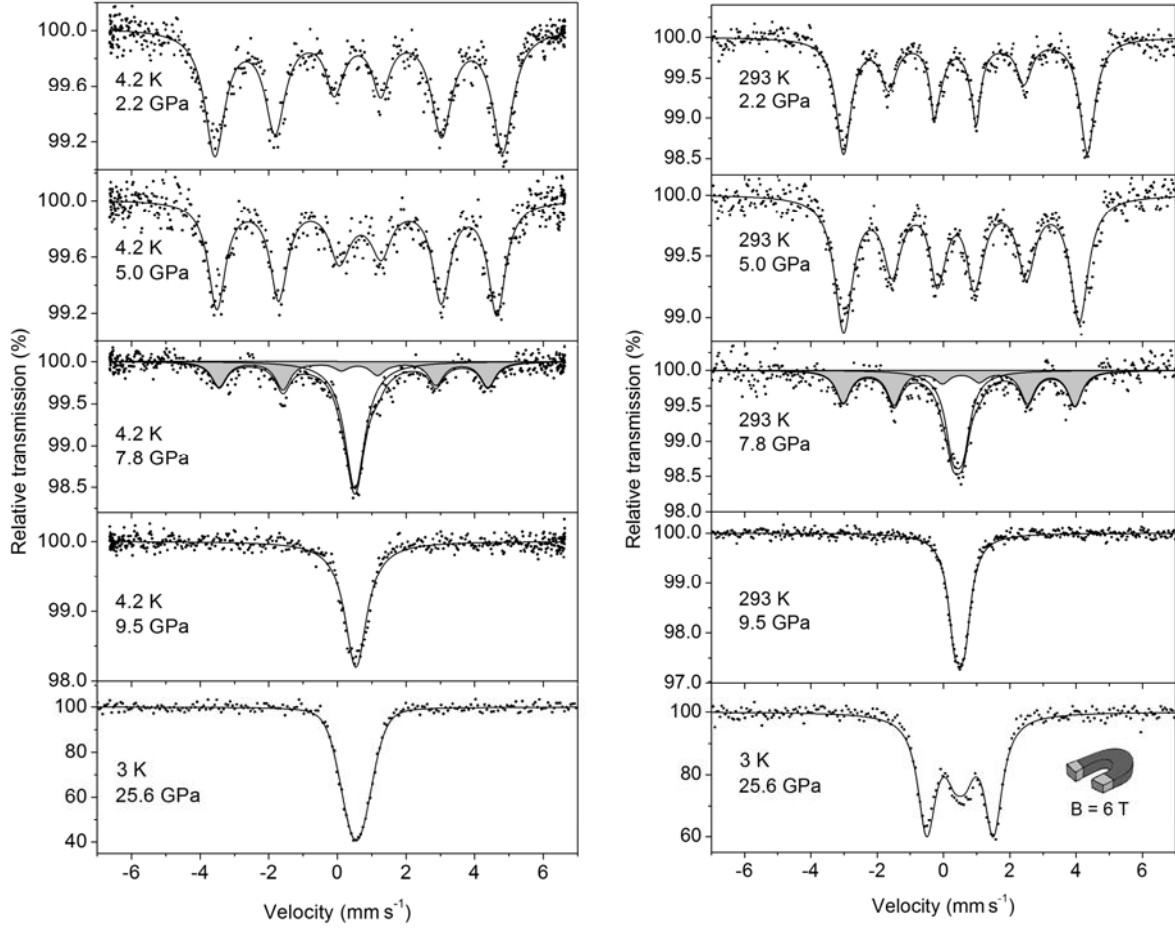 Relative transmission (%)
100.0
99.6
99.2
4.2 K
2.2 GPa
100.0
99.6
99.2
4.2 K
5.0 GPa
100.0
99.5
99.0
98.5
4.2 K
7.8 GPa
100.0
99.0
98.0
4.2 K
9.5 GPa
100
80
60
40
3 K
25.6 GPa
-6 -4 -2 0 2 4 6
Velocity (mm s⁻¹)
Relative transmission (%)
100.0
99.5
99.0
98.5
293 K
2.2 GPa
100.0
99.5
99.0
293 K
5.0 GPa
100.0
99.5
99.0
98.5
98.0
293 K
7.8 GPa
100.0
99.0
98.0
97.0
293 K
9.5 GPa
100
80
60
3 K
25.6 GPa
B = 6 T
-6 -4 -2 0 2 4 6
Velocity (mm s⁻¹)